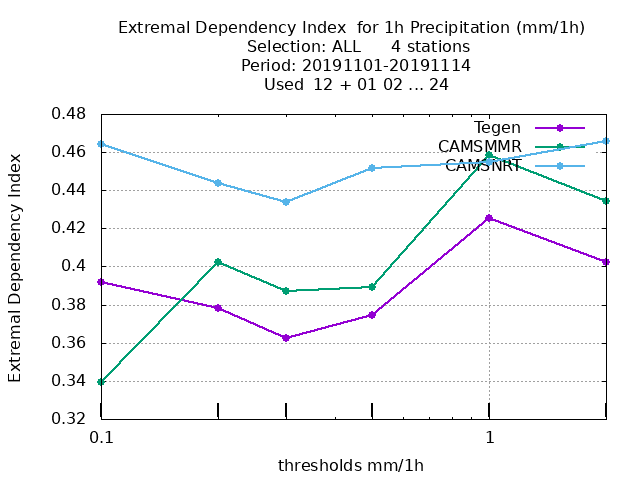 Extremal Dependency Index  for 1h Precipitation (mm/1h)
Selection: ALL      4 stations
Period: 20191101-20191114
Used  12 + 01 02 ... 24
Extremal Dependency Index
0.48
0.46
0.44
0.42
0.4
0.38
0.36
0.34
0.32
Tegen
CAMSMMR
CAMSNRT
0.1
1
thresholds mm/1h